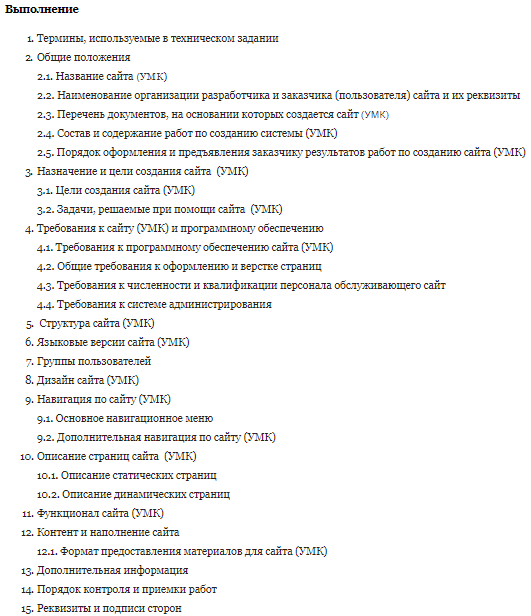 Выполнение
1. Термины, используемые в техническом задании
2. Общие положения
2.1. Название сайта (УМК)
2.2. Наименование организации разработчика и заказчика (пользователя) сайта и их реквизиты
2.3. Перечень документов, на основании которых создается сайт (УМК)
2.4. Состав и содержание работ по созданию системы (УМК)
2.5. Порядок оформления и предъявления заказчику результатов работ по созданию сайта (УМК)
3. Назначение и цели создания сайта (УМК)
3.1. Цели создания сайта (УМК)
3.2. Задачи, решаемые при помощи сайта (УМК)
4. Требования к сайту (УМК) и программному обеспечению
4.1. Требования к программному обеспечению сайта (УМК)
4.2. Общие требования к оформлению и верстке страниц
4.3. Требования к численности и квалификации персонала обслуживающего сайт
4.4. Требования к системе администрирования
5. Структура сайта (УМК)
6. Языковые версии сайта (УМК)
7. Группы пользователей
8. Дизайн сайта (УМК)
9. Навигация по сайту (УМК)
9.1. Основное навигационное меню
9.2. Дополнительная навигация по сайту (УМК)
10. Описание страниц сайта (УМК)
10.1. Описание статических страниц
10.2. Описание динамических страниц
11. Функционал сайта (УМК)
12. Контент и наполнение сайта
12.1. Формат предоставления материалов для сайта (УМК)
13. Дополнительная информация
14. Порядок контроля и приемки работ
15. Реквизиты и подписи сторон